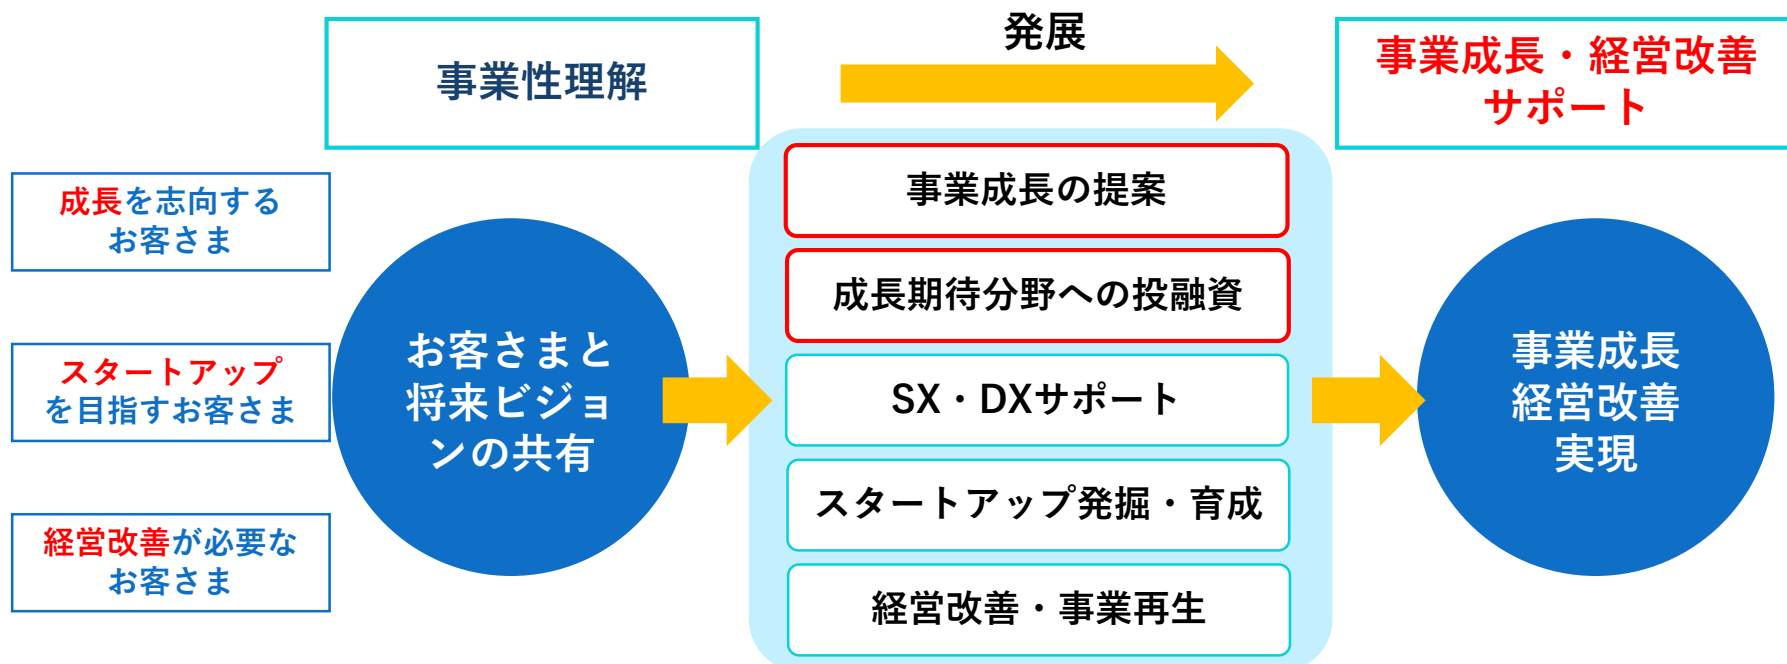 事業性理解
発展
事業成長・経営改善
サポート
成長を志向する
お客さま
スタートアップ
を目指すお客さま
経営改善が必要な
お客さま
お客さまと
将来ビジョ
ンの共有
事業成長の提案
成長期待分野への投融資
SX・DXサポート
スタートアップ発掘・育成
経営改善・事業再生
事業成長
経営改善
実現